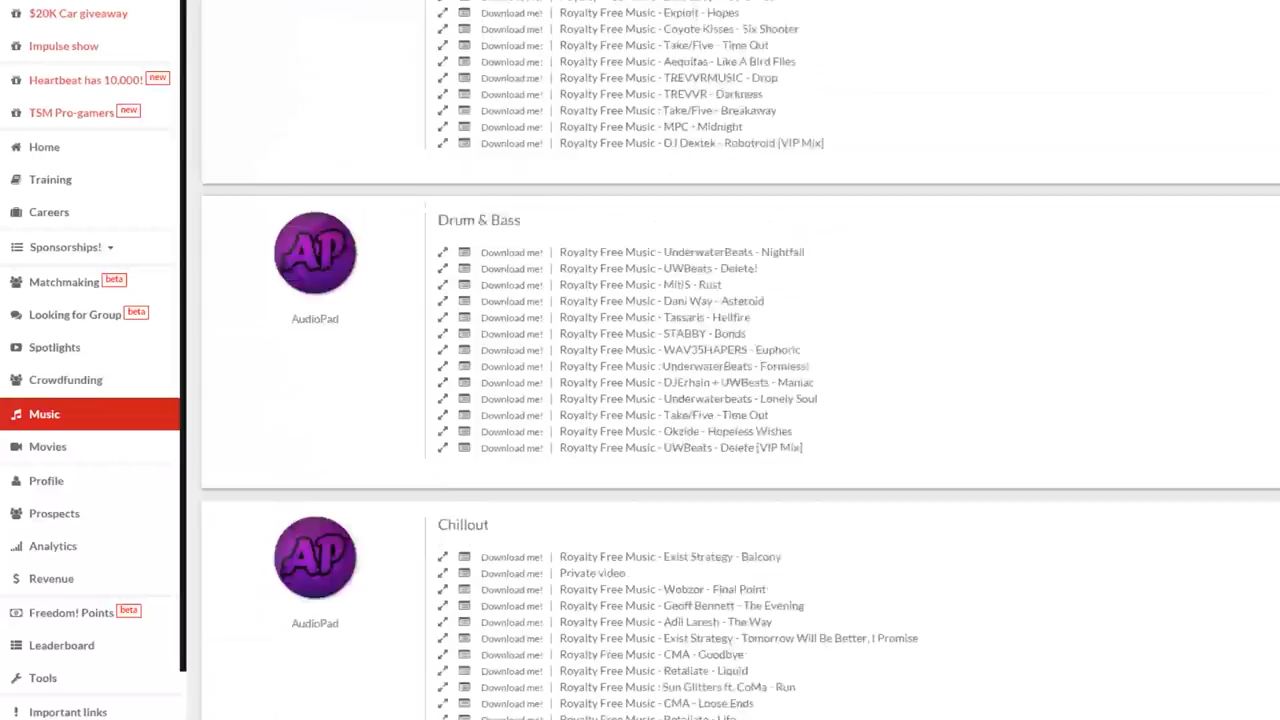 $20K Car giveaway
Impulse show
Heartbeat has 10,000! new
TSM Pro-gamers new
Home
Training
Careers
Sponsorships!
Matchmaking beta
Looking for Group beta
Spotlights
Crowdfunding
Music
Movies
Profile
Prospects
Analytics
Revenue
Freedom! Points beta
Leaderboard
Tools
Important links
Download me! | Royalty Free Music - Exploit - Hopes
Download me! | Royalty Free Music - Coyote Kisses - Six Shooter
Download me! | Royalty Free Music - Take/Five - Time Out
Download me! | Royalty Free Music - Aequitas - Like A Bird Flies
Download me! | Royalty Free Music - TREVVRMUSIC - Drop
Download me! | Royalty Free Music - TREVVR - Darkness
Download me! | Royalty Free Music : Take/Five - Breakaway
Download me! | Royalty Free Music - MPC - Midnight
Download me! | Royalty Free Music - DJ Dextek - Robotroid [VIP Mix]
AP
AudioPad
Drum & Bass
Download me! | Royalty Free Music - UnderwaterBeats - Nightfall
Download me! | Royalty Free Music - UWBeats - Delete!
Download me! | Royalty Free Music - MitiS - Rust
Download me! | Royalty Free Music - Dani Way - Asteroid
Download me! | Royalty Free Music - Tassaris - Hellfire
Download me! | Royalty Free Music - STABBY - Bonds
Download me! | Royalty Free Music - WAV35HAPERS - Euphoric
Download me! | Royalty Free Music : UnderwaterBeats - Formless!
Download me! | Royalty Free Music - DJErhain + UWBeats - Maniac
Download me! | Royalty Free Music - Underwaterbeats - Lonely Soul
Download me! | Royalty Free Music - Take/Five - Time Out
Download me! | Royalty Free Music - Okzide - Hopeless Wishes
Download me! | Royalty Free Music - UWBeats - Delete [VIP Mix]
AP
AudioPad
Chillout
Download me! | Royalty Free Music - Exist Strategy - Balcony
Download me! | Private video
Download me! | Royalty Free Music - Wobzor - Final Point
Download me! | Royalty Free Music - Geoff Bennett - The Evening
Download me! | Royalty Free Music - Adil Laresh - The Way
Download me! | Royalty Free Music - Exist Strategy - Tomorrow Will Be Better, I Promise
Download me! | Royalty Free Music - CMA - Goodbye
Download me! | Royalty Free Music - Retaliate - Liquid
Download me! | Royalty Free Music : Sun Glitters ft. CoMa - Run
Download me! | Royalty Free Music - CMA - Loose Ends